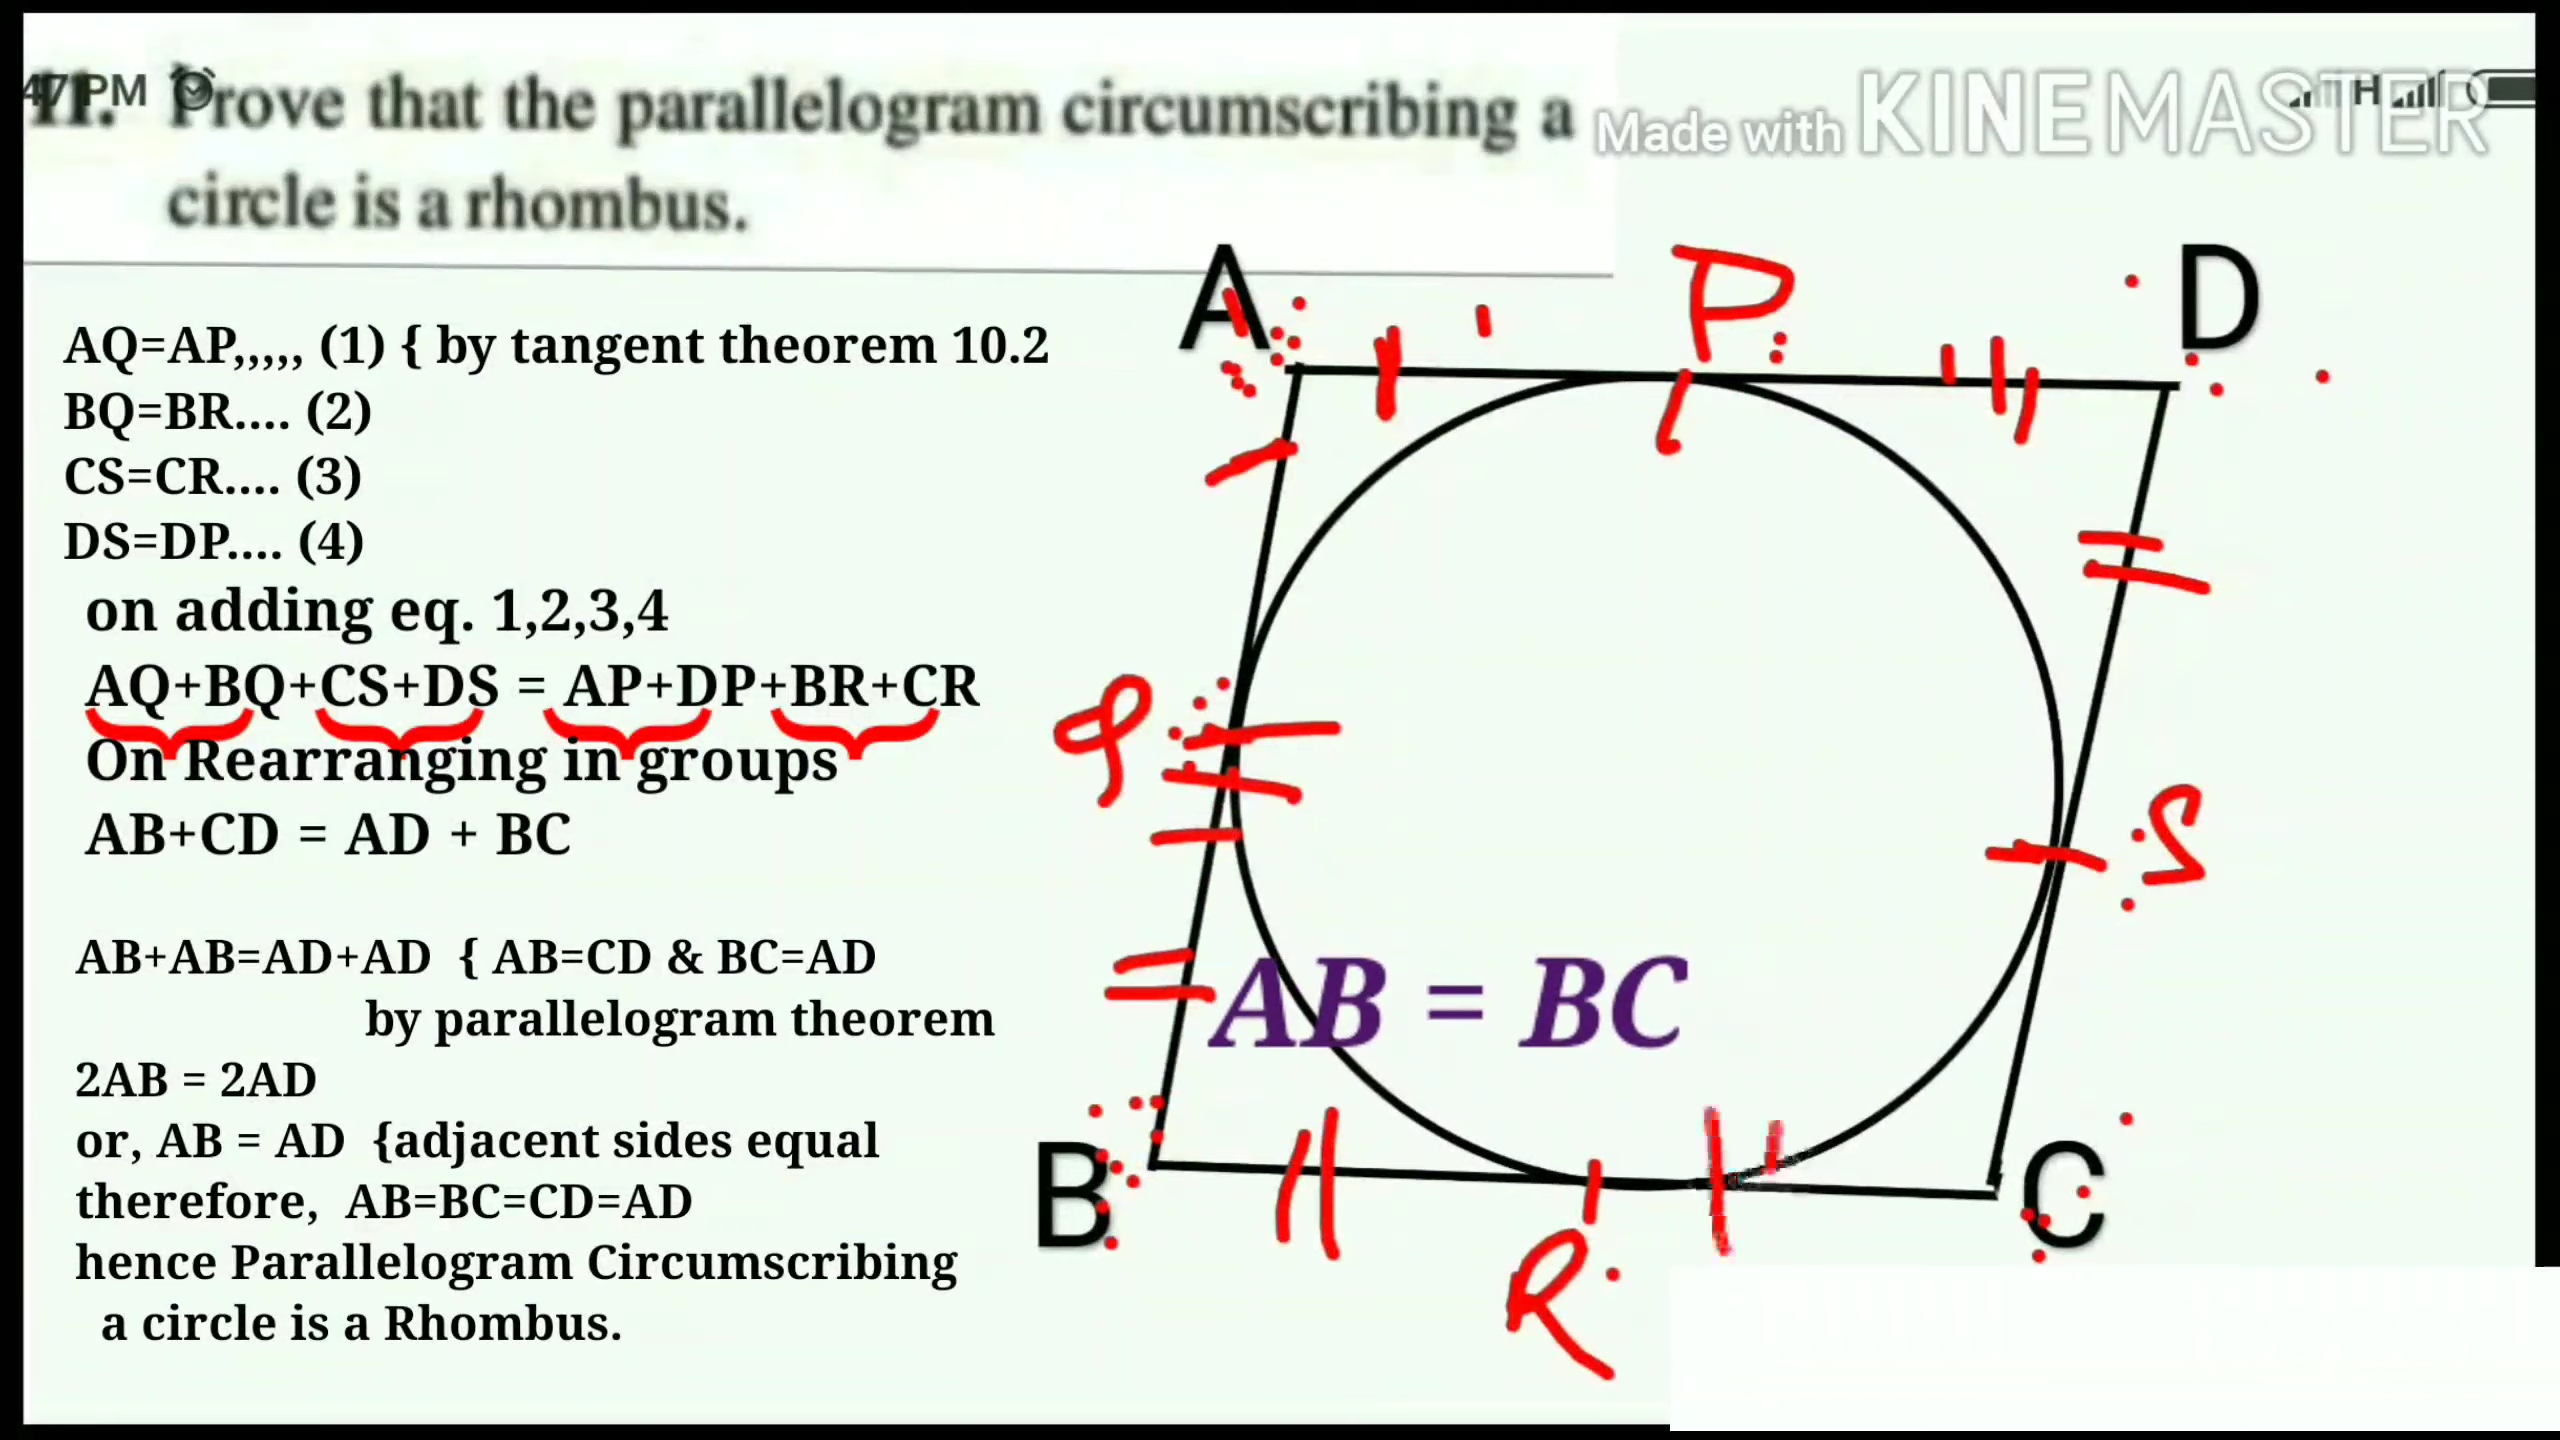 47 PM
11. Prove that the parallelogram circumscribing a
circle is a rhombus.
Made with KINEMASTER
H
AQ=AP,,,,, (1) { by tangent theorem 10.2
BQ=BR.... (2)
CS=CR.... (3)
DS=DP.... (4)
on adding eq. 1,2,3,4
AQ+BQ+CS+DS = AP+DP+BR+CR
On Rearranging in groups
AB+CD = AD + BC
AB+AB=AD+AD { AB=CD & BC=AD
by parallelogram theorem
2AB = 2AD
or, AB = AD {adjacent sides equal
therefore, AB=BC=CD=AD
hence Parallelogram Circumscribing
a circle is a Rhombus.
A
P
D
Q
S
AB = BC
B
R
C